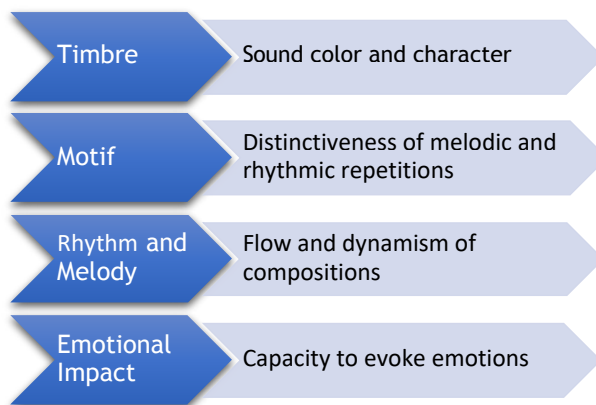 Timbre
Sound color and character
Motif
Distinctiveness of melodic and
rhythmic repetitions
Rhythm and
Melody
Flow and dynamism of
compositions
Emotional
Impact
Capacity to evoke emotions